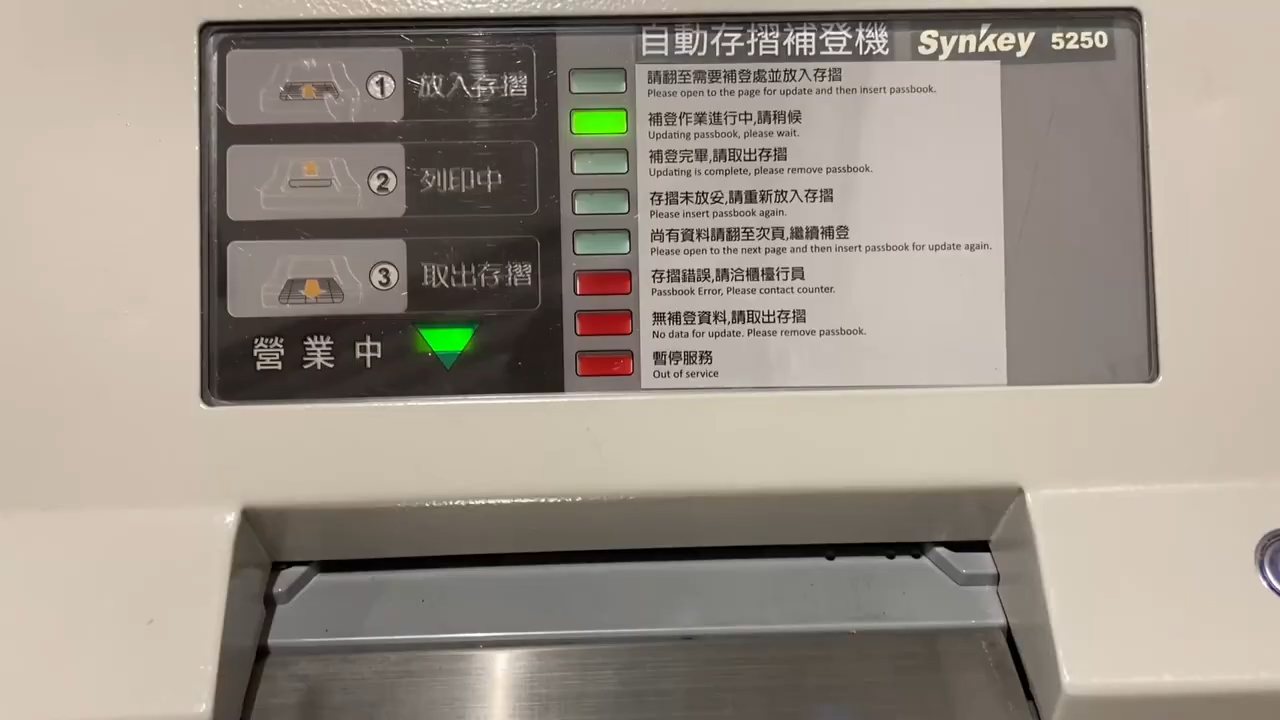 自動存摺補登機 Synkey 5250
1 放入存摺
2 列印中
3 取出存摺
營業中
請翻至需要補登處並放入存摺
Please open to the page for update and then insert passbook.
補登作業進行中,請稍候
Updating passbook, please wait.
補登完畢,請取出存摺
Updating is complete, please remove passbook.
存摺未放妥,請重新放入存摺
Please insert passbook again.
尚有資料請翻至次頁,繼續補登
Please open to the next page and then insert passbook for update again.
存摺錯誤,請洽櫃檯行員
Passbook Error, Please contact counter.
無補登資料,請取出存摺
No data for update. Please remove passbook.
暫停服務
Out of service